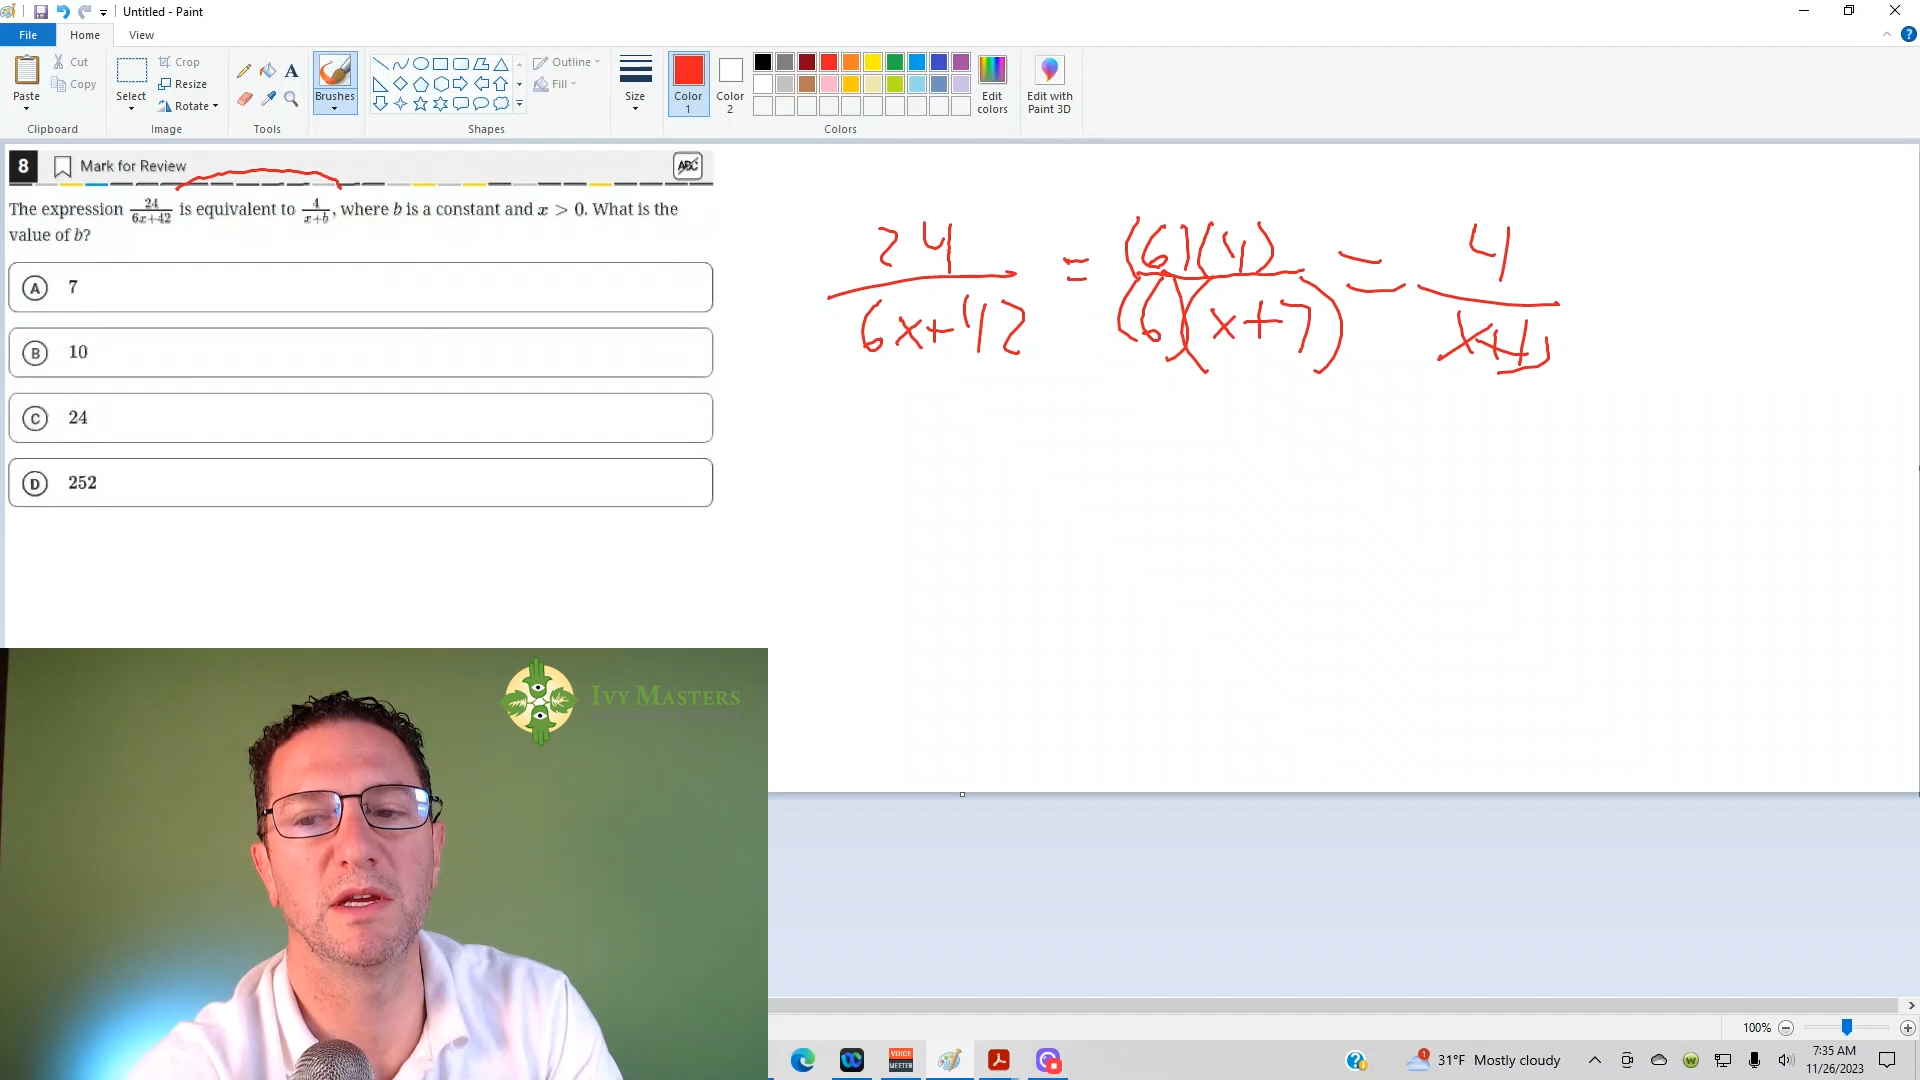 Untitled - Paint
File Home View
Paste
Cut
Copy
Clipboard
Select
Crop
Resize
Rotate
Image
A
Tools
Brushes
Shapes
Outline
Fill
Size
Color 1
Color 2
Edit colors
Colors
Edit with Paint 3D
8 Mark for Review ABC
The expression 24/(6x+42) is equivalent to 4/(x+b), where b is a constant and x > 0. What is the
value of b?
A 7
B 10
C 24
D 252
24/(6x+42) = (6)(4)/(6)(x+7) = 4/(x+b)
IVY MASTERS
100%
VOICE MEETER
1
31°F Mostly cloudy
7:35 AM
11/26/2023